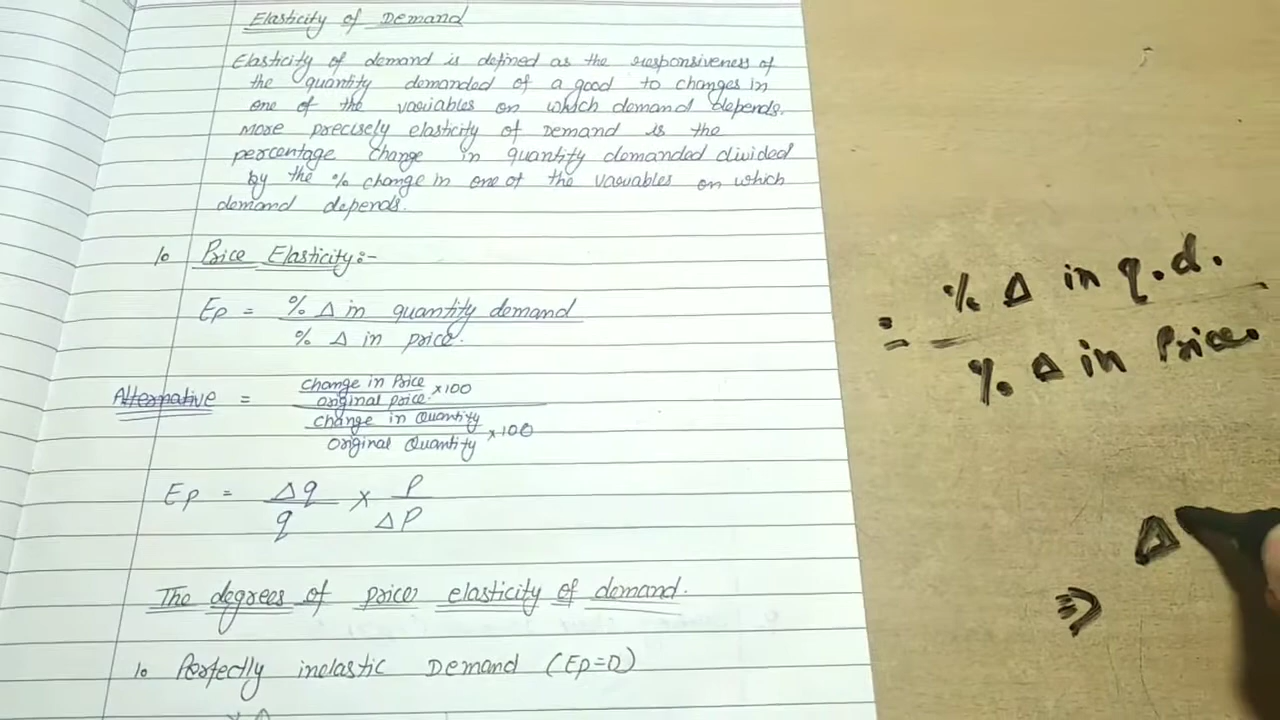 Elasticity of Demand
Elasticity of demand is defined as the responsiveness of
the quantity demanded of a good to changes in
one of the variables on which demand depends.
More precisely elasticity of Demand is the
percentage change in quantity demanded divided
by the % change in one of the variables on which
demand depends.
1. Price Elasticity:-
Ep = % Δ in quantity demand
% Δ in price.
Alternative = change in Price × 100
original price
change in Quantity × 100
original Quantity
Ep = Δq / q × P / ΔP
The degrees of price elasticity of demand.
1. Perfectly inelastic Demand (Ep=0)
= % Δ in q.d.
% Δ in Price.
⇒ Δ